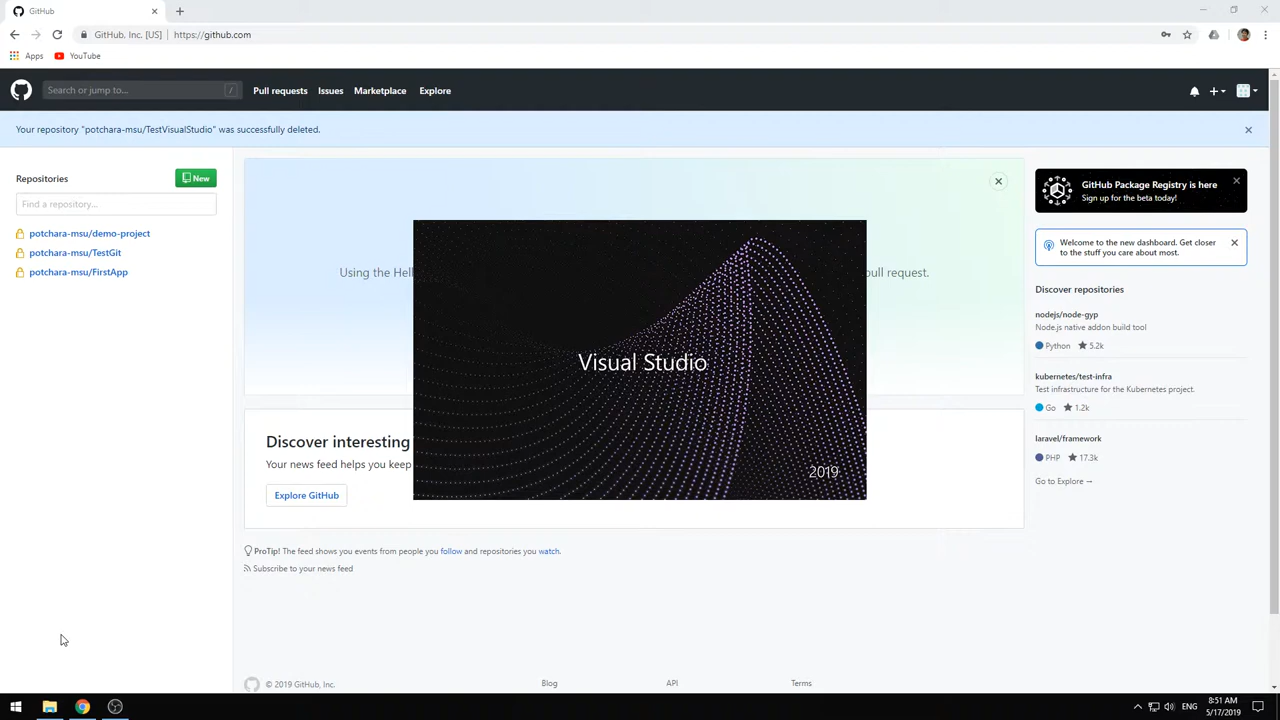 GitHub
GitHub, Inc. [US]
https://github.com
Apps
YouTube
Search or jump to...
/
Pull requests
Issues
Marketplace
Explore
Your repository "potchara-msu/TestVisualStudio" was successfully deleted.
Repositories
New
Find a repository...
potchara-msu/demo-project
potchara-msu/TestGit
potchara-msu/FirstApp
Using the Hell
pull request.
Visual Studio
2019
Discover interesting
Your news feed helps you keep
Explore GitHub
ProTip! The feed shows you events from people you follow and repositories you watch.
Subscribe to your news feed
GitHub Package Registry is here
Sign up for the beta today!
Welcome to the new dashboard. Get closer
to the stuff you care about most.
Discover repositories
nodejs/node-gyp
Node.js native addon build tool
Python 5.2k
kubernetes/test-infra
Test infrastructure for the Kubernetes project.
Go 1.2k
laravel/framework
PHP 17.3k
Go to Explore →
© 2019 GitHub, Inc.
Blog
API
Terms
ENG
8:51 AM
5/17/2019